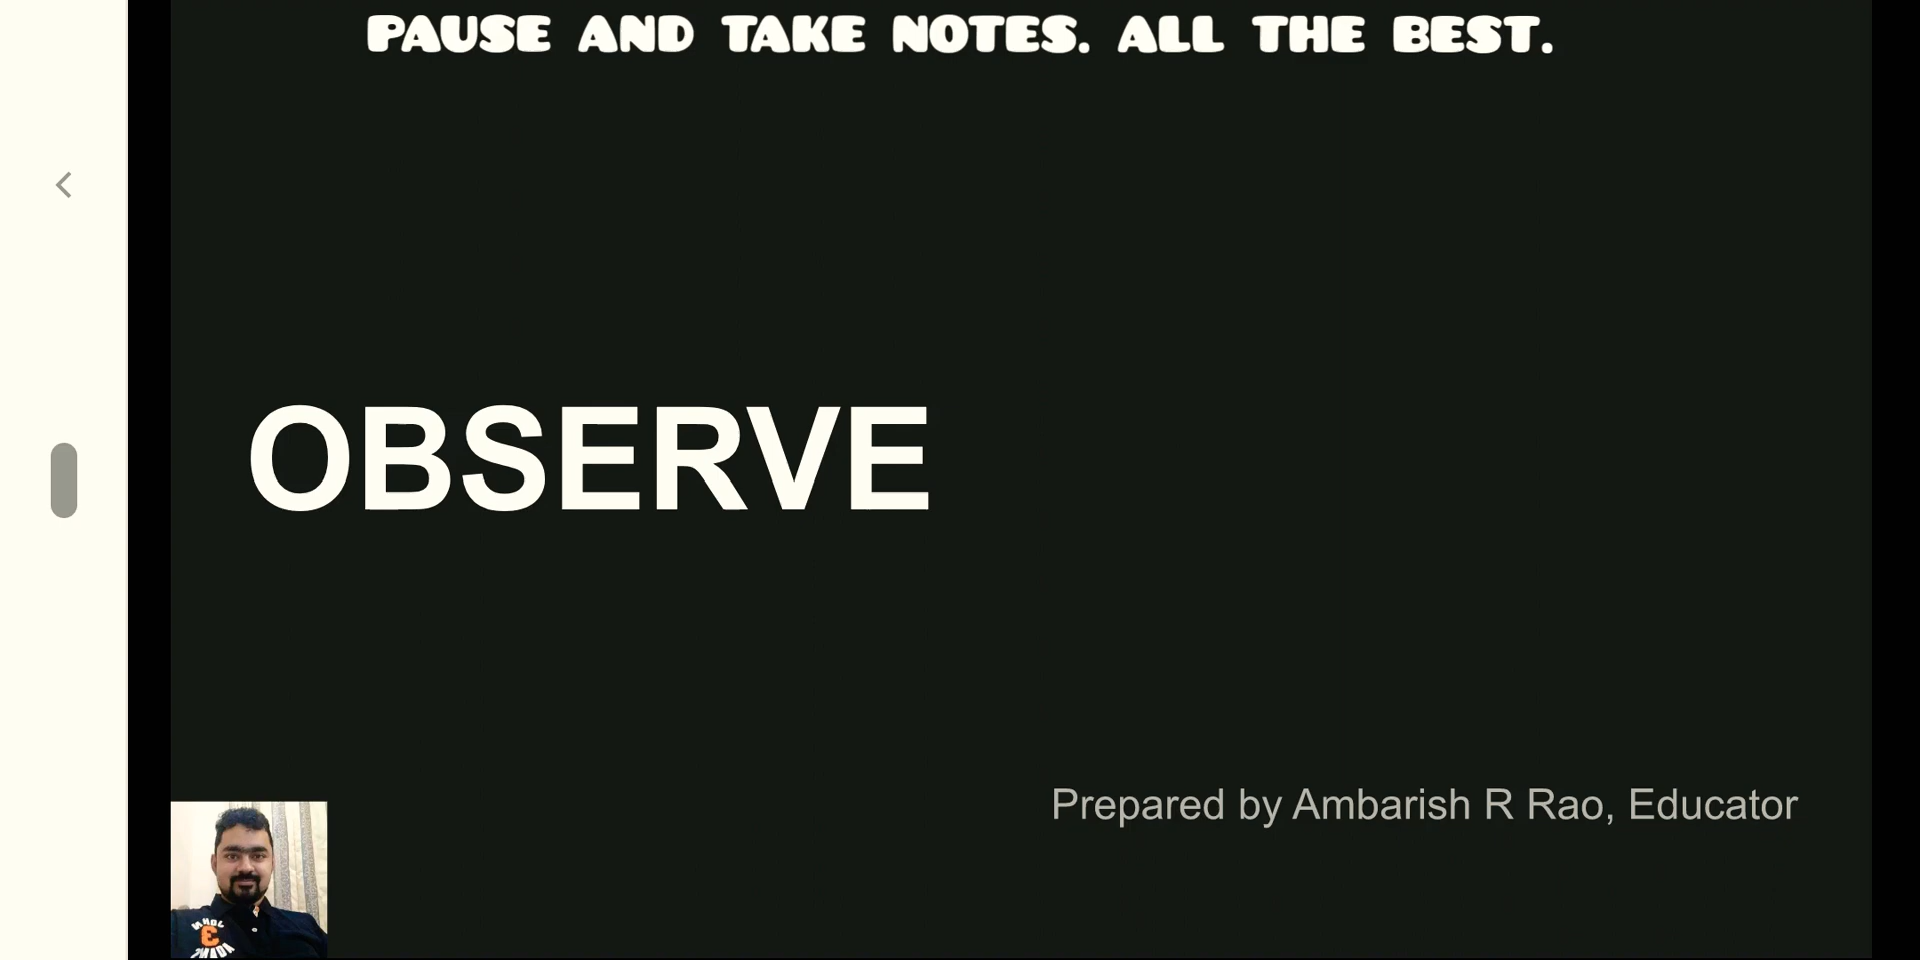 PAUSE AND TAKE NOTES. ALL THE BEST.
OBSERVE
Prepared by Ambarish R Rao, Educator